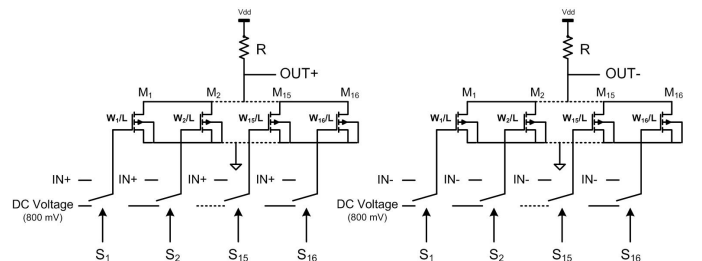 Vdd
R
OUT+
M1
M2
M15
M16
W1/L
W2/L
W15/L
W16/L
IN+
IN+
IN+
IN+
DC Voltage
(800 mV)
S1
S2
S15
S16
Vdd
R
OUT-
M1
M2
M15
M16
W1/L
W2/L
W15/L
W16/L
IN-
IN-
IN-
IN-
DC Voltage
(800 mV)
S1
S2
S15
S16